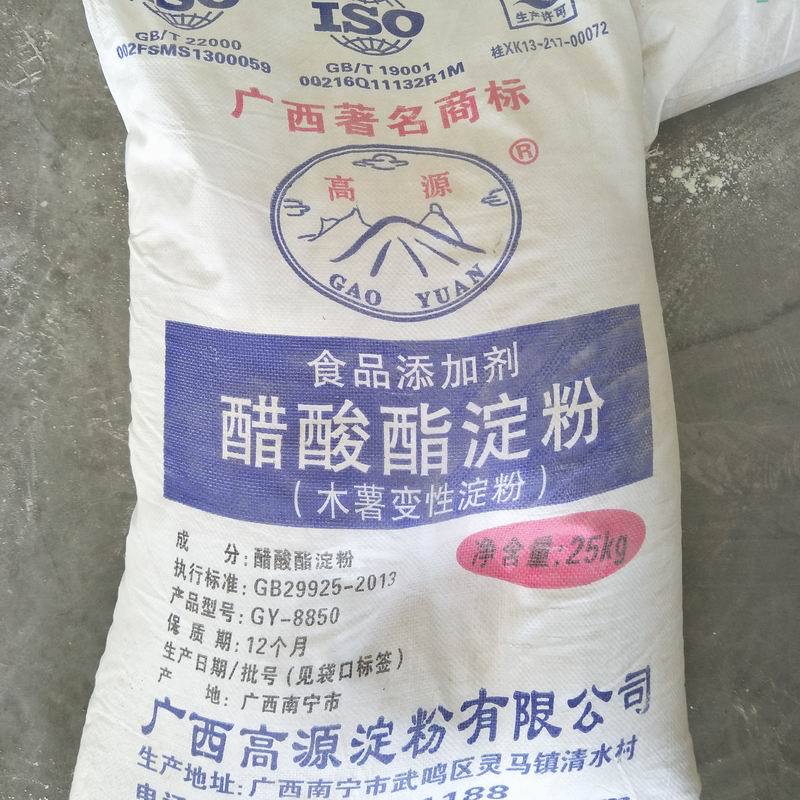 ISO
ISO
生产许可
GB/T 22000
GB/T 19001
桂XK13-217-00072
002FSMS1300059
00216Q11132R1M
广西著名商标
®
高源
GAO YUAN
食品添加剂
醋酸酯淀粉
(木薯变性淀粉)
净含量:25kg
成 分:醋酸酯淀粉
执行标准:GB29925-2013
产品型号:GY-8850
保 质 期:12个月
生产日期/批号(见袋口标签)
产 地:广西南宁市
广西高源淀粉有限公司
生产地址:广西南宁市武鸣区灵马镇清水村
1188